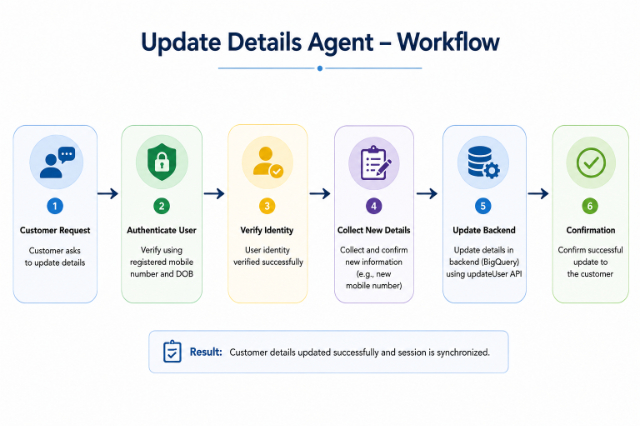 Update Details Agent – Workflow
1
Customer Request
Customer asks
to update details
2
Authenticate User
Verify using
registered mobile
number and DOB
3
Verify Identity
User identity
verified successfully
4
Collect New Details
Collect and confirm
new information
(e.g., new
mobile number)
5
Update Backend
Update details in
backend (BigQuery)
using updateUser API
6
Confirmation
Confirm successful
update to
the customer
Result: Customer details updated successfully and session is synchronized.